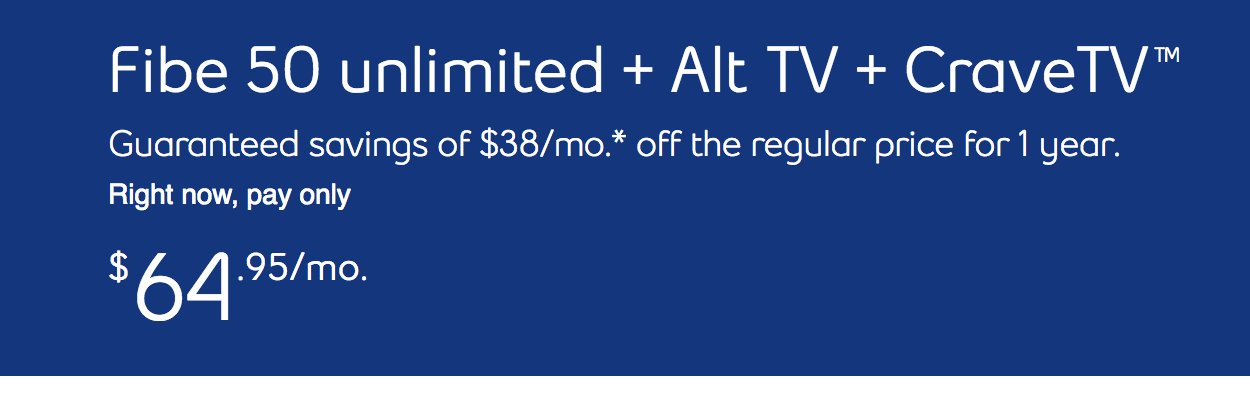 Fibe 50 unlimited + Alt TV + CraveTV™
Guaranteed savings of $38/mo.* off the regular price for 1 year.
Right now, pay only
$64.95/mo.